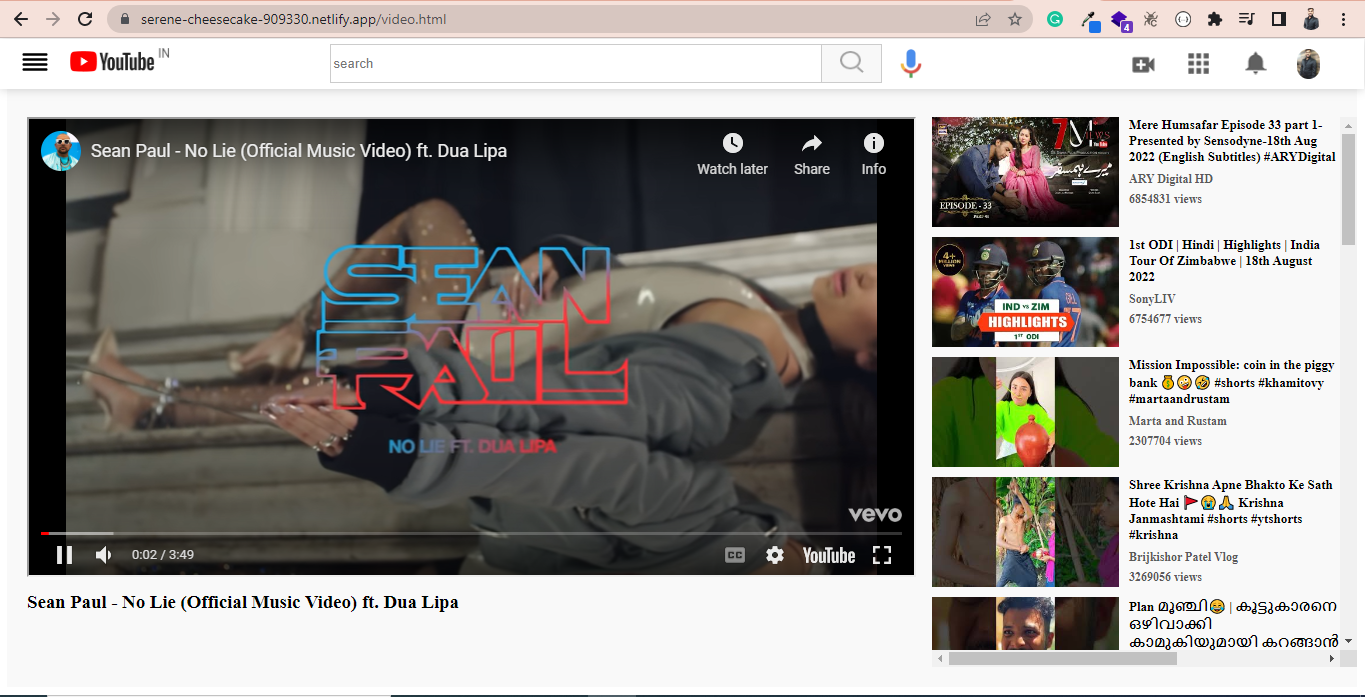 serene-cheesecake-909330.netlify.app/video.html
4
YouTube IN
search
Sean Paul - No Lie (Official Music Video) ft. Dua Lipa
Watch later
Share
Info
SEAN
PAUL
NO LIE FT. DUA LIPA
vevo
0:02 / 3:49
CC
YouTube
Sean Paul - No Lie (Official Music Video) ft. Dua Lipa
EPISODE - 33
Mere Humsafar Episode 33 part 1-
Presented by Sensodyne-18th Aug
2022 (English Subtitles) #ARYDigital
ARY Digital HD
6854831 views
4+
MILLION
VIEWS
IND vs ZIM
HIGHLIGHTS
1ST ODI
1st ODI | Hindi | Highlights | India
Tour Of Zimbabwe | 18th August
2022
SonyLIV
6754677 views
Mission Impossible: coin in the piggy
bank 💰🤪🤣 #shorts #khamitovy
#martaandrustam
Marta and Rustam
2307704 views
Shree Krishna Apne Bhakto Ke Sath
Hote Hai 🚩😭🙏 Krishna
Janmashtami #shorts #ytshorts
#krishna
Brijkishor Patel Vlog
3269056 views
Plan മൂഞ്ചി😂 | കൂട്ടുകാരനെ
ഒഴിവാക്കി
കാമുകിയുമായി കറങ്ങാൻ